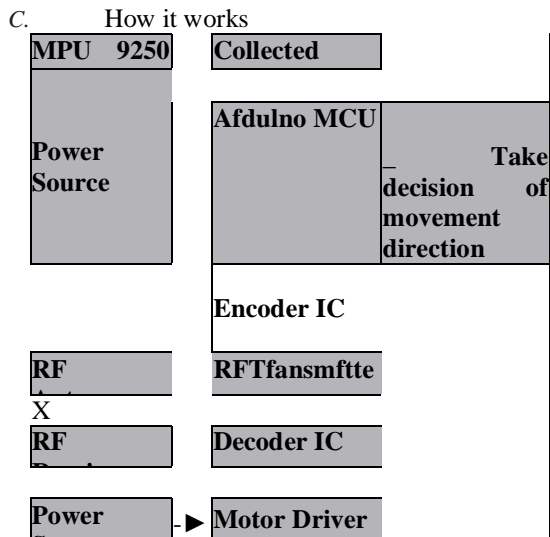 C. How it works
MPU 9250 Collected
Afdulno MCU
Power
Source
_ Take
decision of
movement
direction
Encoder IC
RF RFTfansmftte
X
RF Decoder IC
Power -► Motor Driver